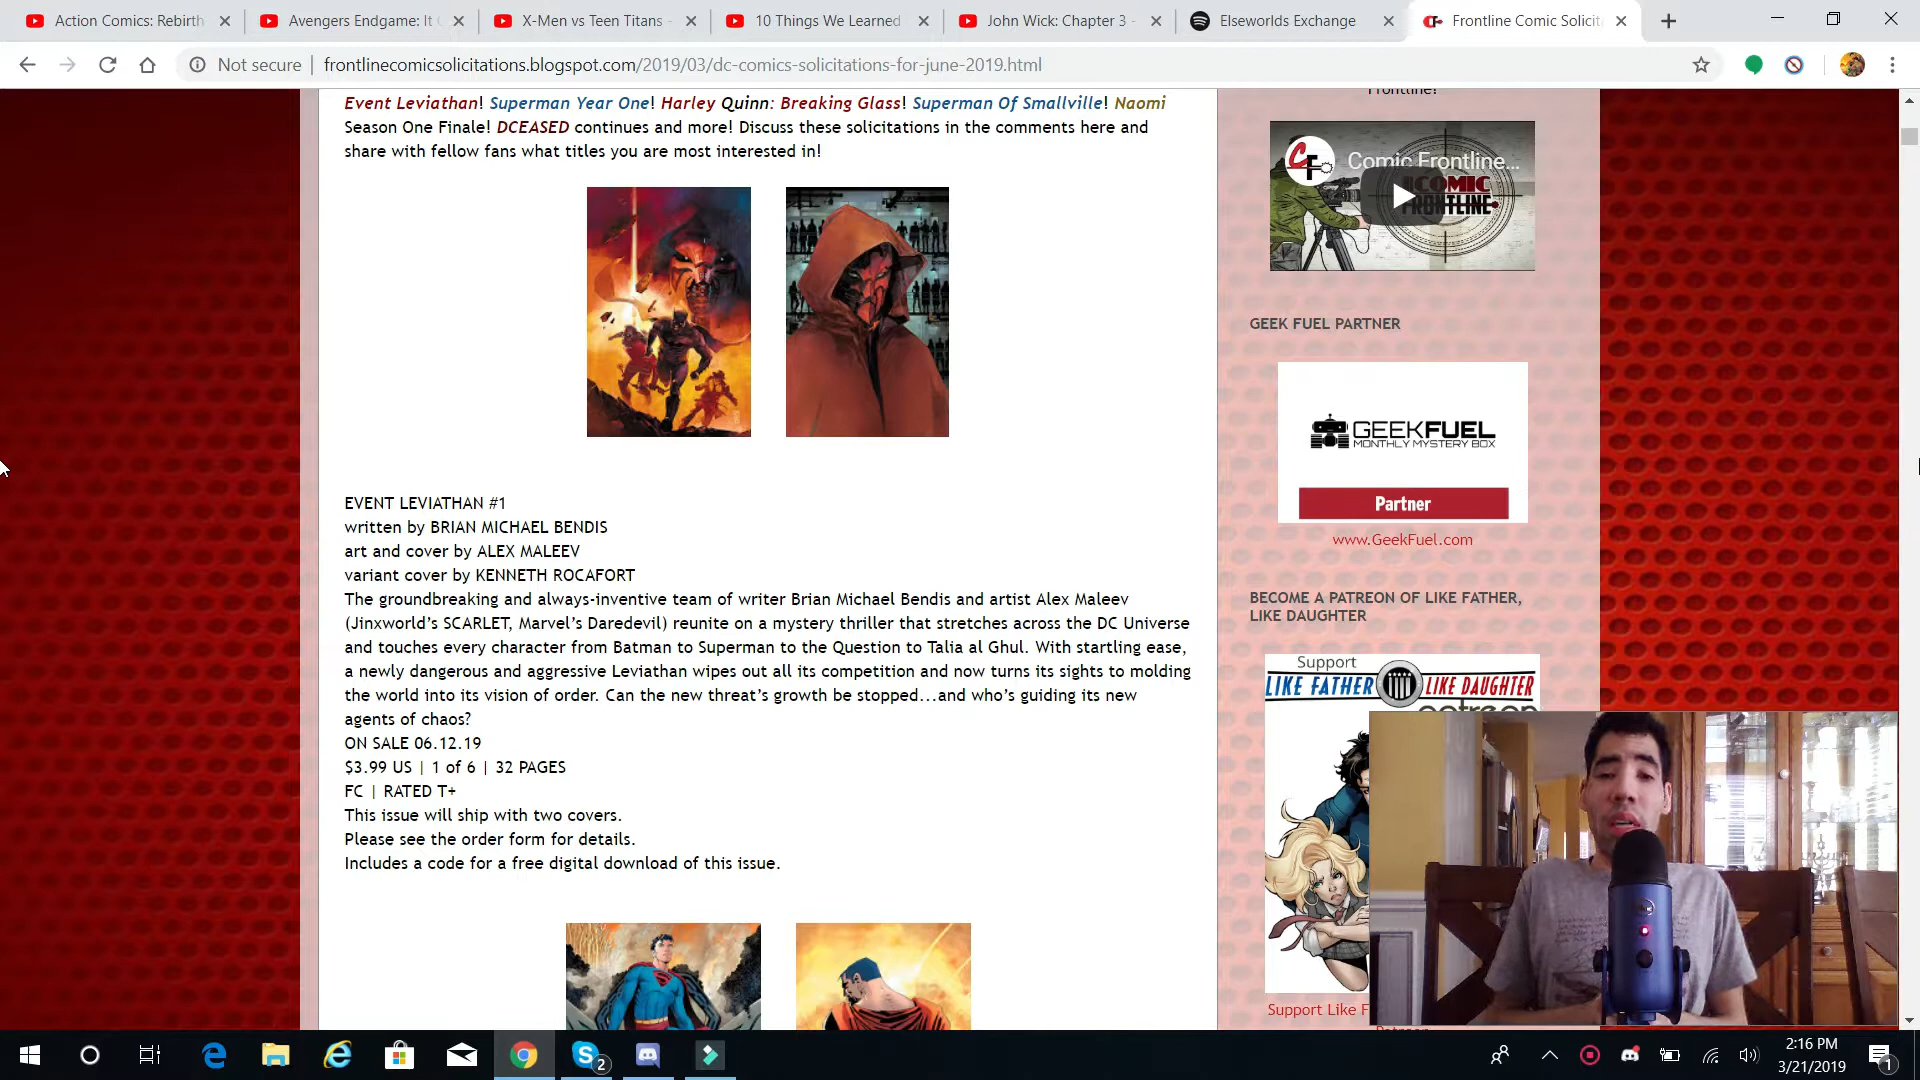 Action Comics: Rebirth
Avengers Endgame: It
X-Men vs Teen Titans -
10 Things We Learned
John Wick: Chapter 3 -
Elseworlds Exchange
Frontline Comic Solicit
Not secure
frontlinecomicsolicitations.blogspot.com/2019/03/dc-comics-solicitations-for-june-2019.html
Event Leviathan! Superman Year One! Harley Quinn: Breaking Glass! Superman Of Smallville! Naomi
Season One Finale! DCEASED continues and more! Discuss these solicitations in the comments here and
share with fellow fans what titles you are most interested in!
EVENT LEVIATHAN #1
written by BRIAN MICHAEL BENDIS
art and cover by ALEX MALEEV
variant cover by KENNETH ROCAFORT
The groundbreaking and always-inventive team of writer Brian Michael Bendis and artist Alex Maleev
(Jinxworld’s SCARLET, Marvel’s Daredevil) reunite on a mystery thriller that stretches across the DC Universe
and touches every character from Batman to Superman to the Question to Talia al Ghul. With startling ease,
a newly dangerous and aggressive Leviathan wipes out all its competition and now turns its sights to molding
the world into its vision of order. Can the new threat’s growth be stopped...and who’s guiding its new
agents of chaos?
ON SALE 06.12.19
$3.99 US | 1 of 6 | 32 PAGES
FC | RATED T+
This issue will ship with two covers.
Please see the order form for details.
Includes a code for a free digital download of this issue.
Frontline!
CF
Comic Frontline...
COMIC
FRONTLINE
GEEK FUEL PARTNER
GEEKFUEL
MONTHLY MYSTERY BOX
Partner
www.GeekFuel.com
BECOME A PATREON OF LIKE FATHER,
LIKE DAUGHTER
Support
LIKE FATHER LIKE DAUGHTER
Support Like F
2
2:16 PM
3/21/2019
1